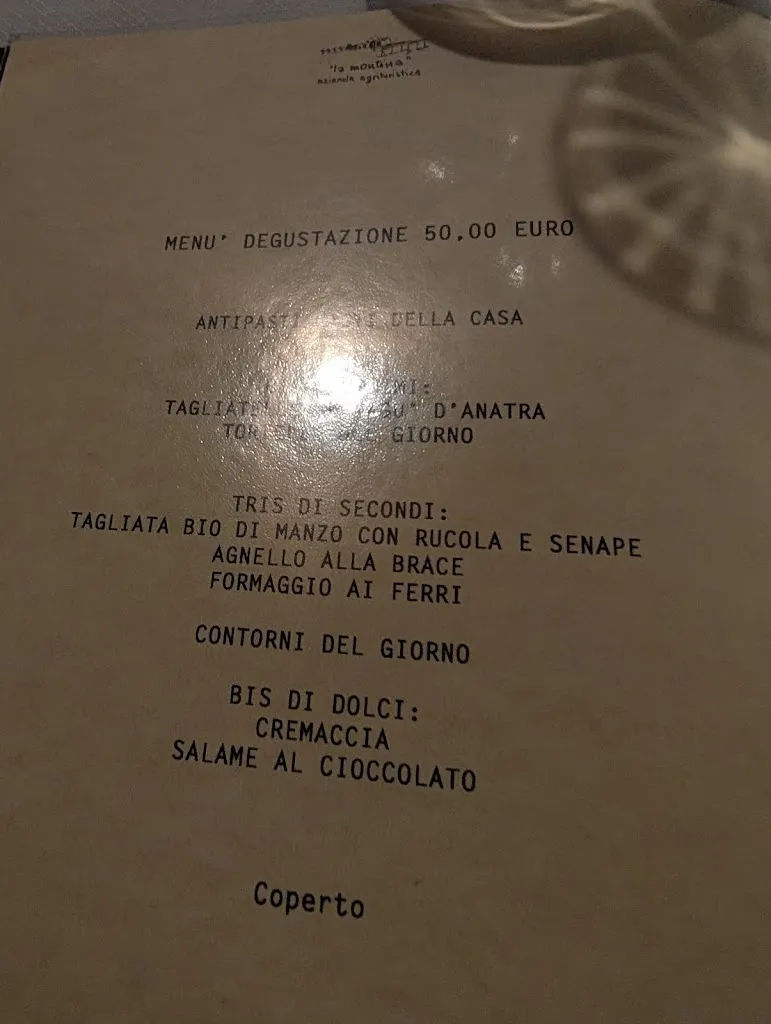 "la montina"
azienda agrituristica
MENU' DEGUSTAZIONE 50,00 EURO
DELLA CASA
D'ANATRA
GIORNO
TRIS DI SECONDI:
TAGLIATA BIO DI MANZO CON RUCOLA E SENAPE
AGNELLO ALLA BRACE
FORMAGGIO AI FERRI
CONTORNI DEL GIORNO
BIS DI DOLCI:
CREMACCIA
SALAME AL CIOCCOLATO
Coperto